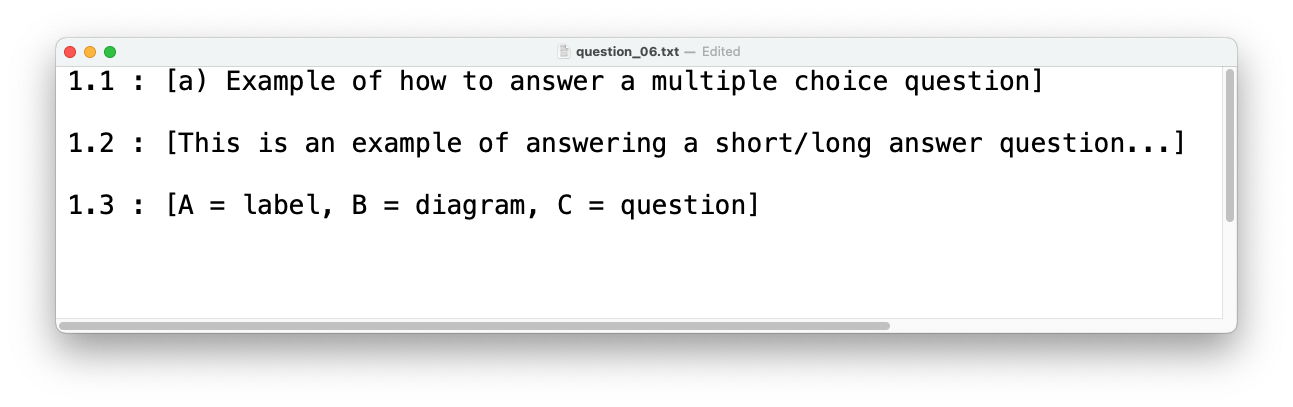 question_06.txt — Edited
1.1 : [a) Example of how to answer a multiple choice question]
1.2 : [This is an example of answering a short/long answer question...]
1.3 : [A = label, B = diagram, C = question]